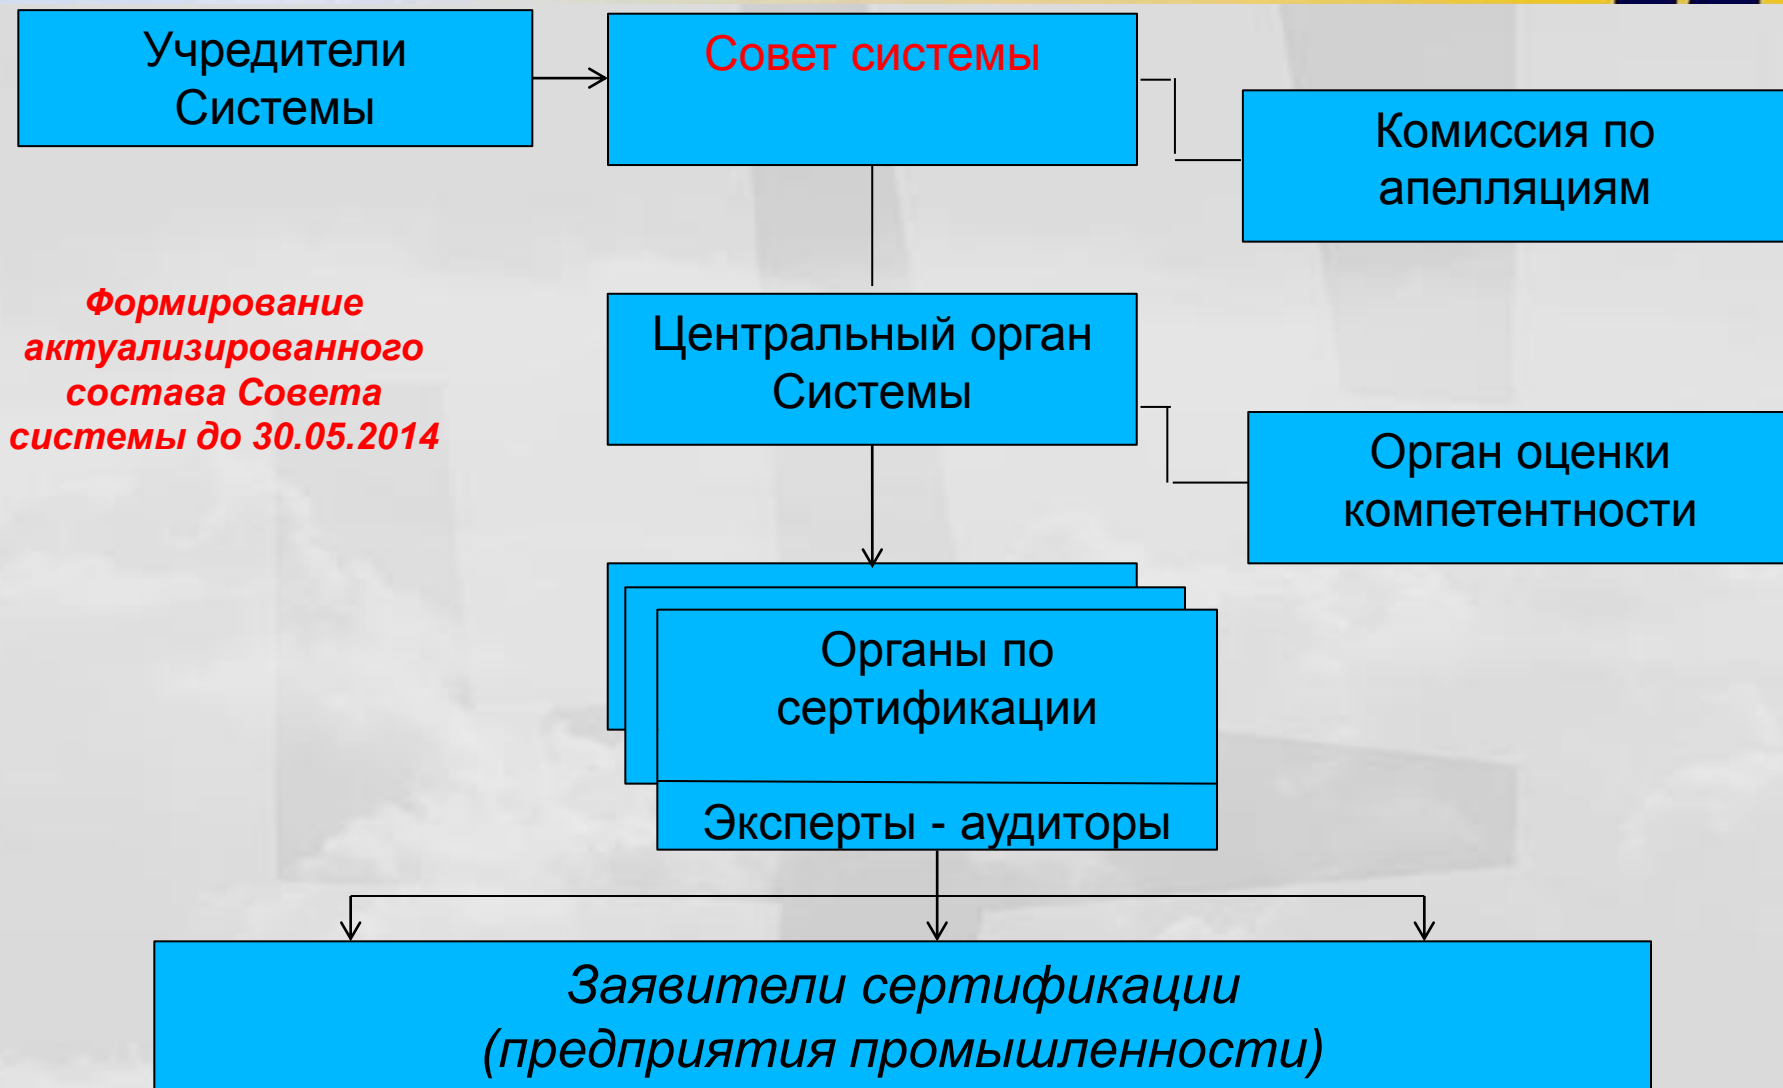 Учредители
Системы
Совет системы
Комиссия по
апелляциям
Формирование
актуализированного
состава Совета
системы до 30.05.2014
Центральный орган
Системы
Орган оценки
компетентности
Органы по
сертификации
Эксперты - аудиторы
Заявители сертификации
(предприятия промышленности)